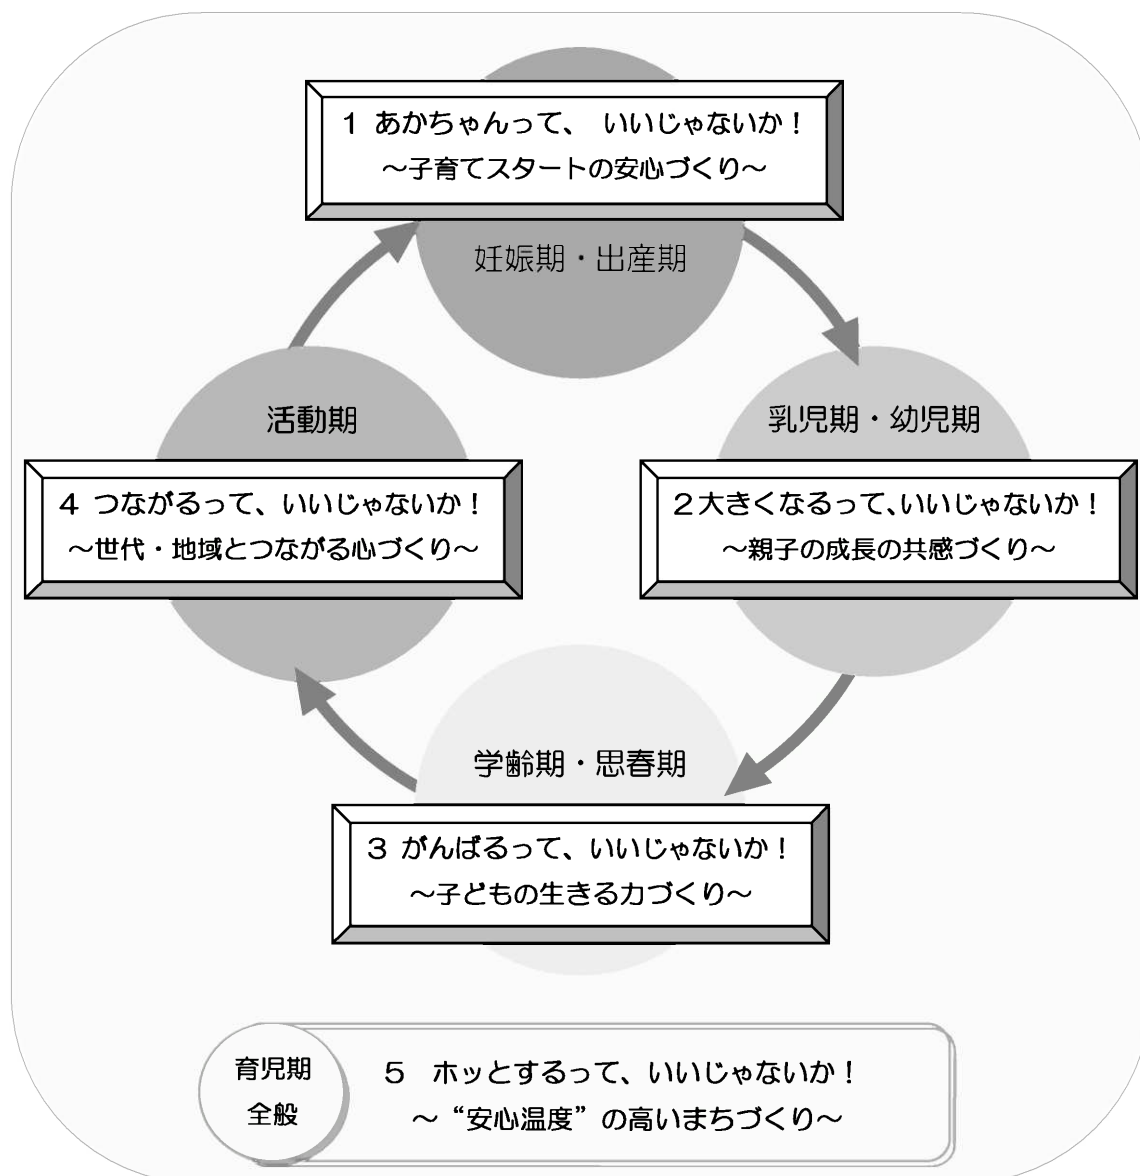 1 あかちゃんって、 いいじゃないか！
～子育てスタートの安心づくり～
妊娠期・出産期
活動期
4 つながるって、いいじゃないか！
～世代・地域とつながる心づくり～
乳児期・幼児期
2大きくなるって、いいじゃないか！
～親子の成長の共感づくり～
学齢期・思春期
3 がんばるって、いいじゃないか！
～子どもの生きる力づくり～
育児期
全般
5 ホッとするって、いいじゃないか！
～“安心温度”の高いまちづくり～